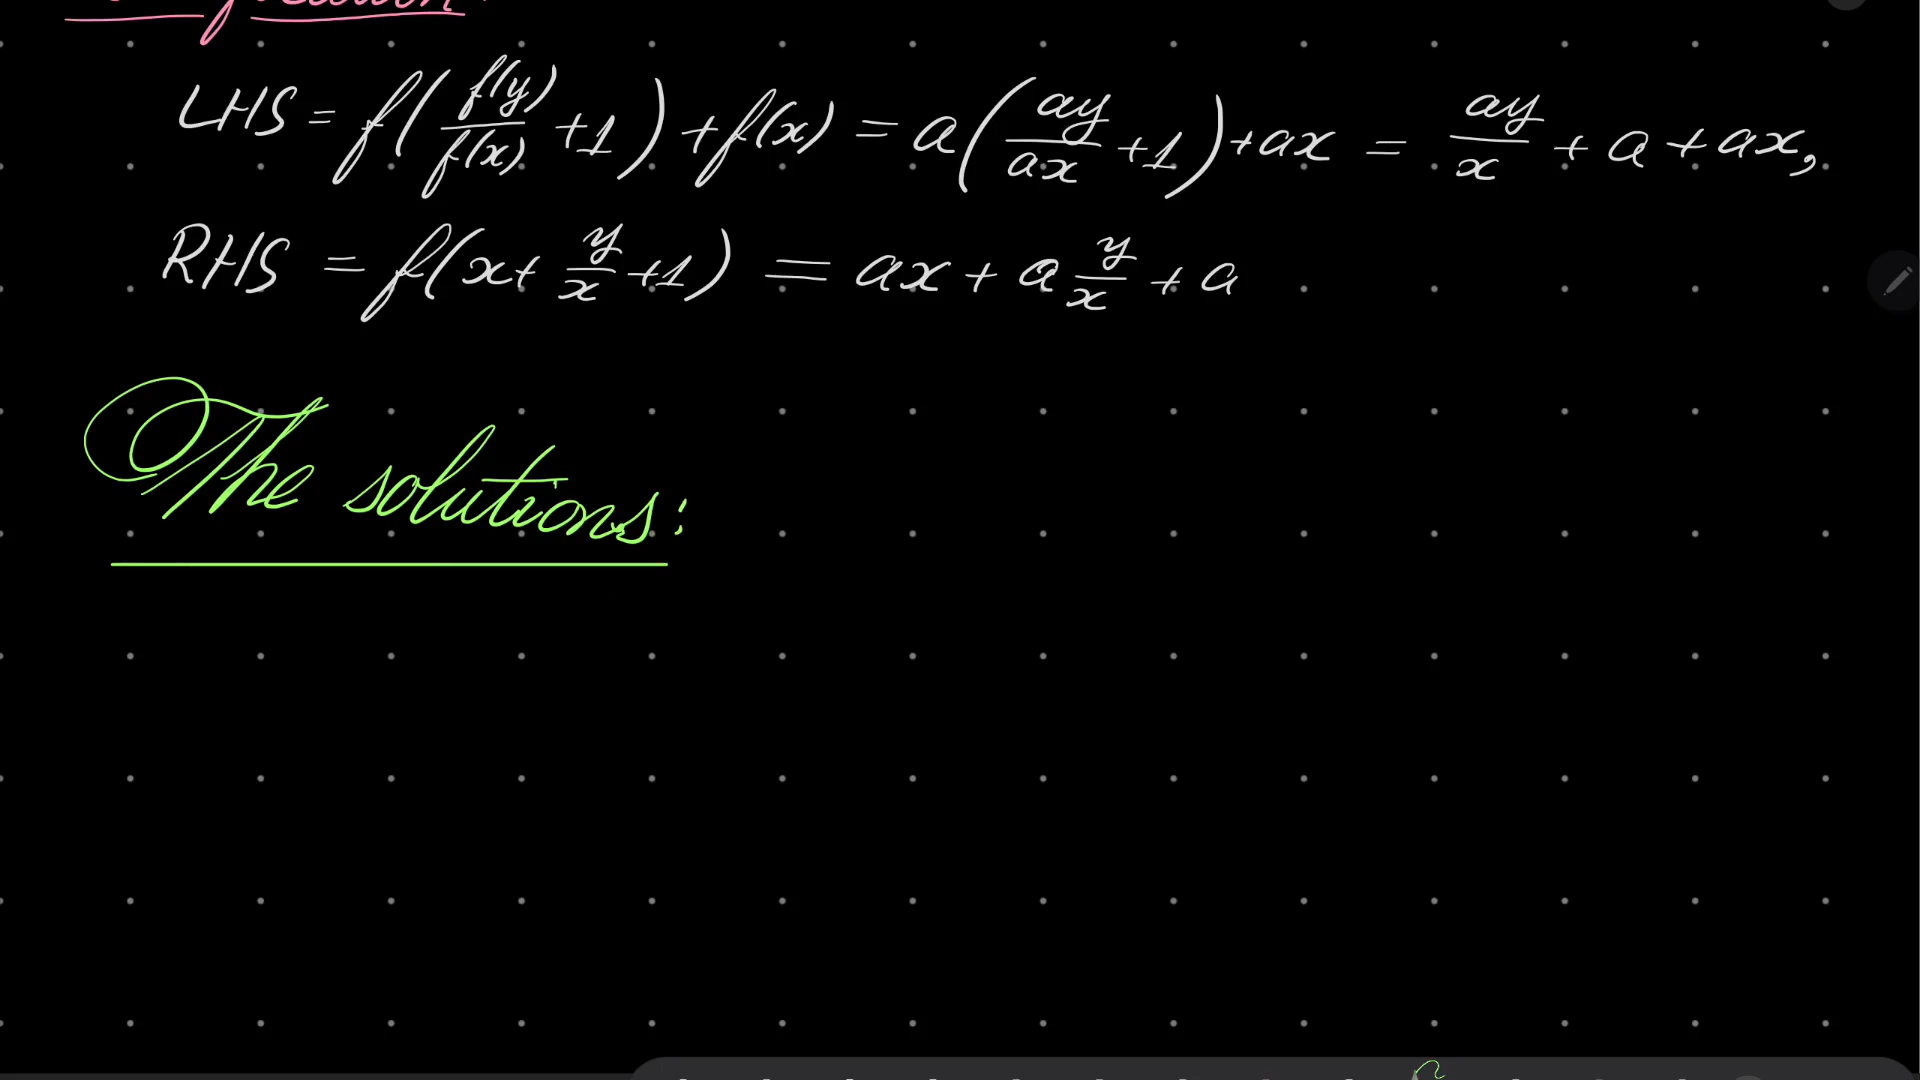 LHS = f(f(y)/f(x) + 1) + f(x) = a(ay/ax + 1) + ax = ay/x + a + ax,
RHS = f(x + y/x + 1) = ax + a y/x + a
The solutions: